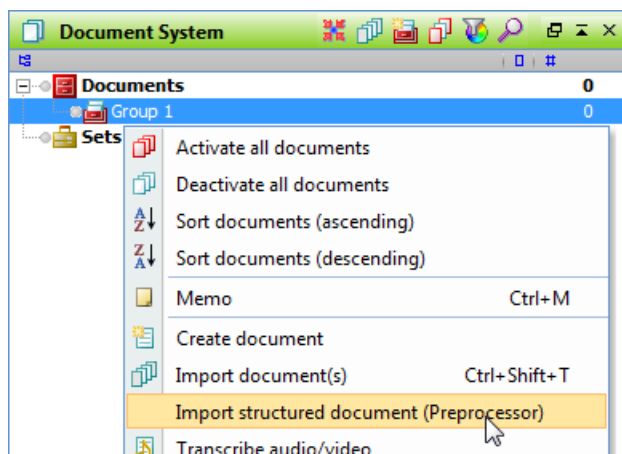 Document System
#
Documents 0
Group 1 0
Sets
Activate all documents
Deactivate all documents
A Z Sort documents (ascending)
Z A Sort documents (descending)
Memo Ctrl+M
Create document
Import document(s) Ctrl+Shift+T
Import structured document (Preprocessor)
Transcribe audio/video